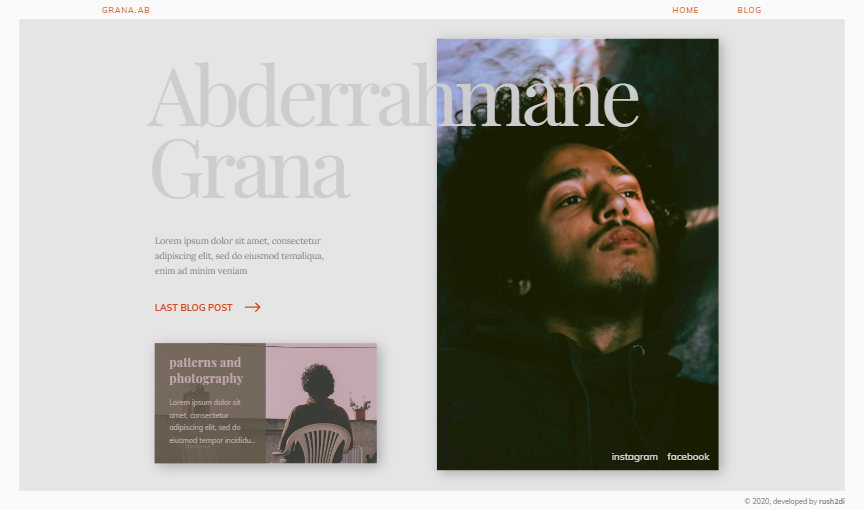 GRANA.AB
HOME BLOG
Abderrahmane
Grana
Lorem ipsum dolor sit amet, consectetur
adipiscing elit, sed do eiusmod temaliqua,
enim ad minim veniam
LAST BLOG POST
patterns and
photography
Lorem ipsum dolor sit
amet, consectetur
adipiscing elit, sed do
eiusmod tempor incididu...
instagram facebook
© 2020, developed by rush2di